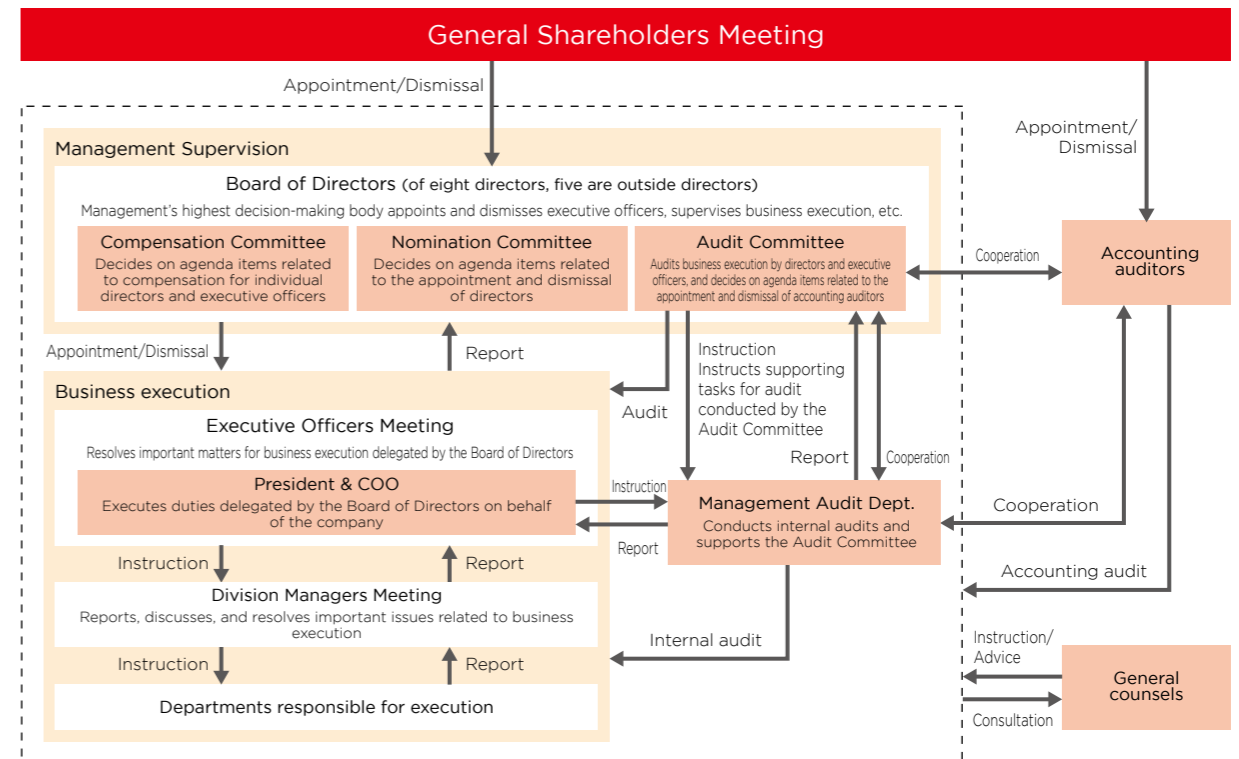 General Shareholders Meeting
Appointment/Dismissal
Appointment/
Dismissal
Management Supervision
Board of Directors (of eight directors, five are outside directors)
Management's highest decision-making body appoints and dismisses executive officers, supervises business execution, etc.
Compensation Committee
Decides on agenda items related
to compensation for individual
directors and executive officers
Nomination Committee
Decides on agenda items related
to the appointment and dismissal
of directors
Audit Committee
Audits business execution by directors and executive
officers, and decides on agenda items related to the
appointment and dismissal of accounting auditors
Cooperation
Accounting
auditors
Appointment/Dismissal
Report
Audit
Instruction
Instructs supporting
tasks for audit
conducted by the
Audit Committee
Report
Cooperation
Business execution
Executive Officers Meeting
Resolves important matters for business execution delegated by the Board of Directors
President & COO
Executes duties delegated by the Board of Directors on behalf
of the company
Instruction
Report
Management Audit Dept.
Conducts internal audits and
supports the Audit Committee
Cooperation
Instruction
Report
Accounting audit
Division Managers Meeting
Reports, discusses, and resolves important issues related to business
execution
Internal audit
Instruction
Report
Departments responsible for execution
Instruction/
Advice
Consultation
General
counsels